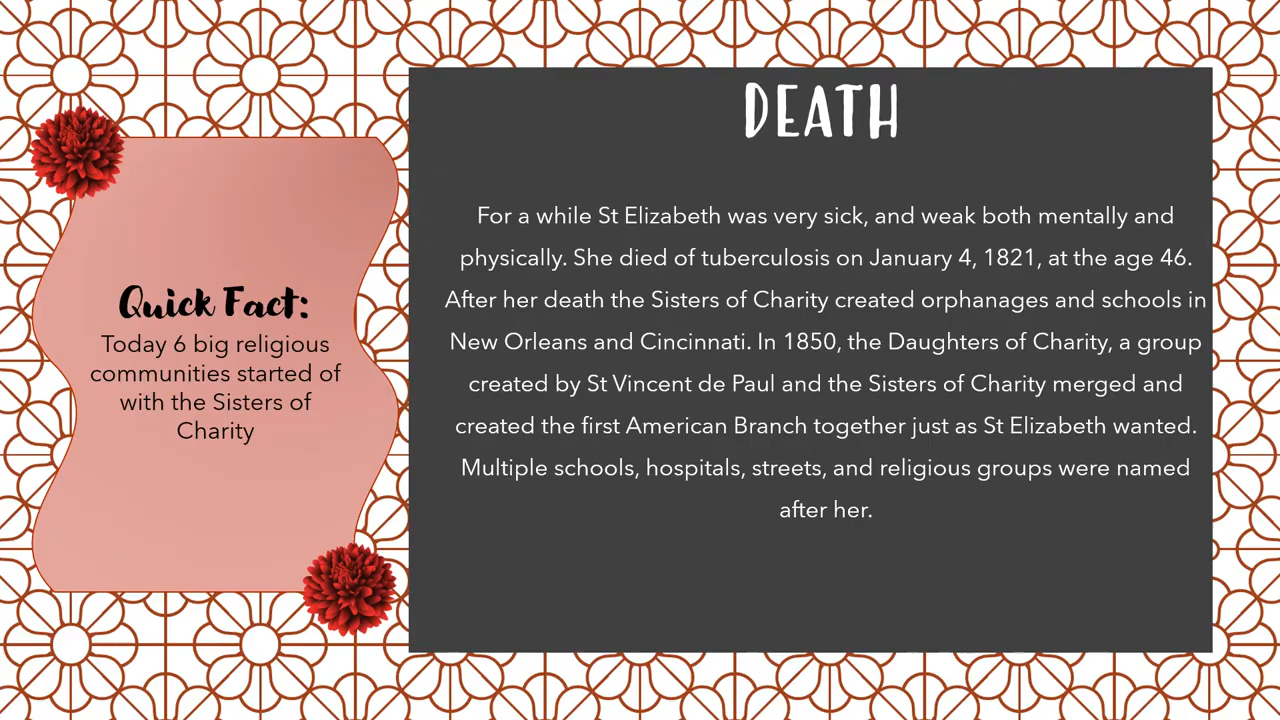 DEATH
For a while St Elizabeth was very sick, and weak both mentally and
physically. She died of tuberculosis on January 4, 1821, at the age 46.
After her death the Sisters of Charity created orphanages and schools in
New Orleans and Cincinnati. In 1850, the Daughters of Charity, a group
created by St Vincent de Paul and the Sisters of Charity merged and
created the first American Branch together just as St Elizabeth wanted.
Multiple schools, hospitals, streets, and religious groups were named
after her.
Quick Fact:
Today 6 big religious
communities started of
with the Sisters of
Charity